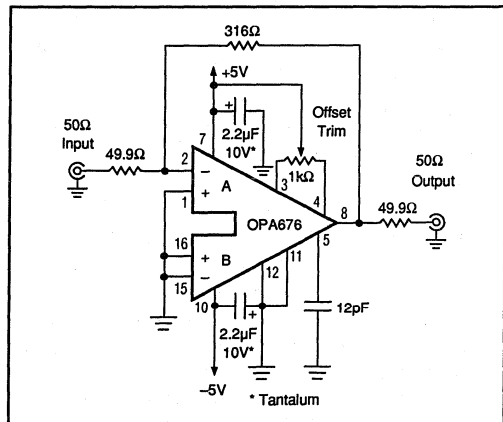 316Ω
+5V
50Ω
Input
49.9Ω
7
+
2.2µF
10V*
Offset
Trim
1kΩ
3
4
2
−
A
+
1
OPA676
8
50Ω
Output
49.9Ω
5
16
+
B
−
15
11
12
10
2.2µF
10V*
+
12pF
−5V
* Tantalum